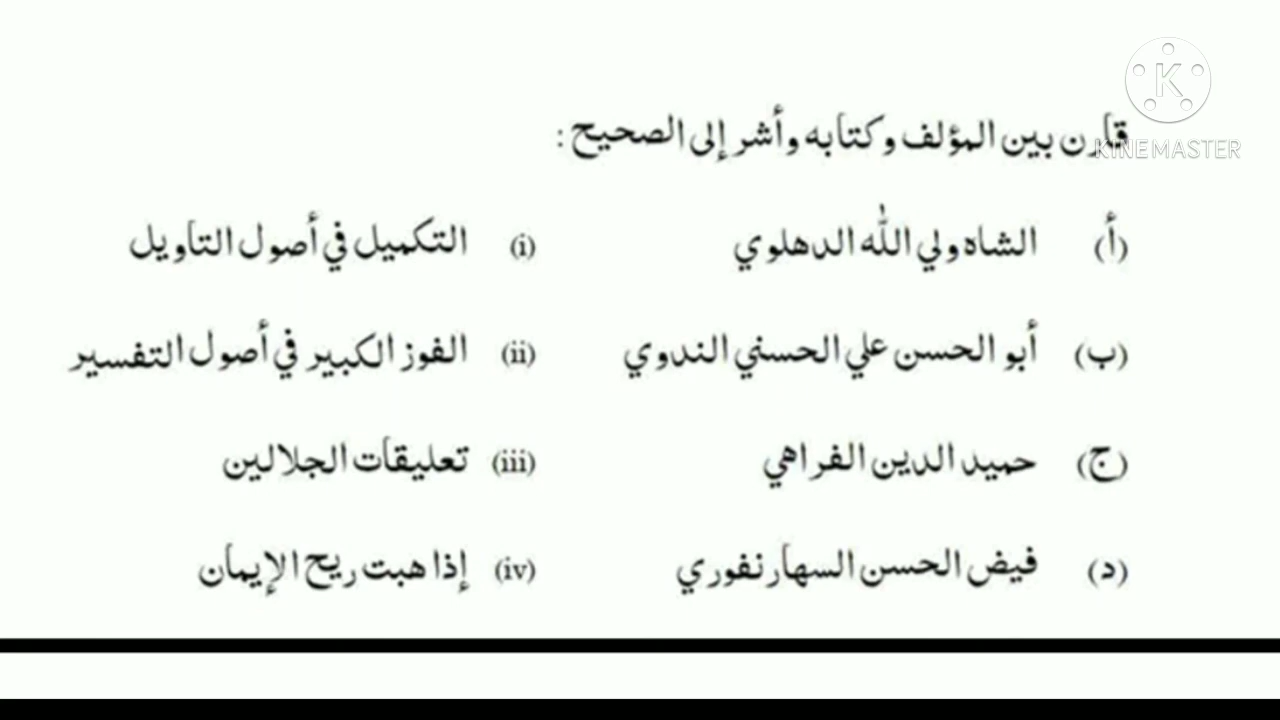 K
KINEMASTER
قارن بين المؤلف وكتابه وأشر إلى الصحيح :
(أ) الشاه ولي الله الدهلوي (i) التكميل في أصول التاويل
(ب) أبو الحسن علي الحسني الندوي (ii) الفوز الكبير في أصول التفسير
(ج) حميد الدين الفراهي (iii) تعليقات الجلالين
(د) فيض الحسن السهارنفوري (iv) إذا هبت ريح الإيمان